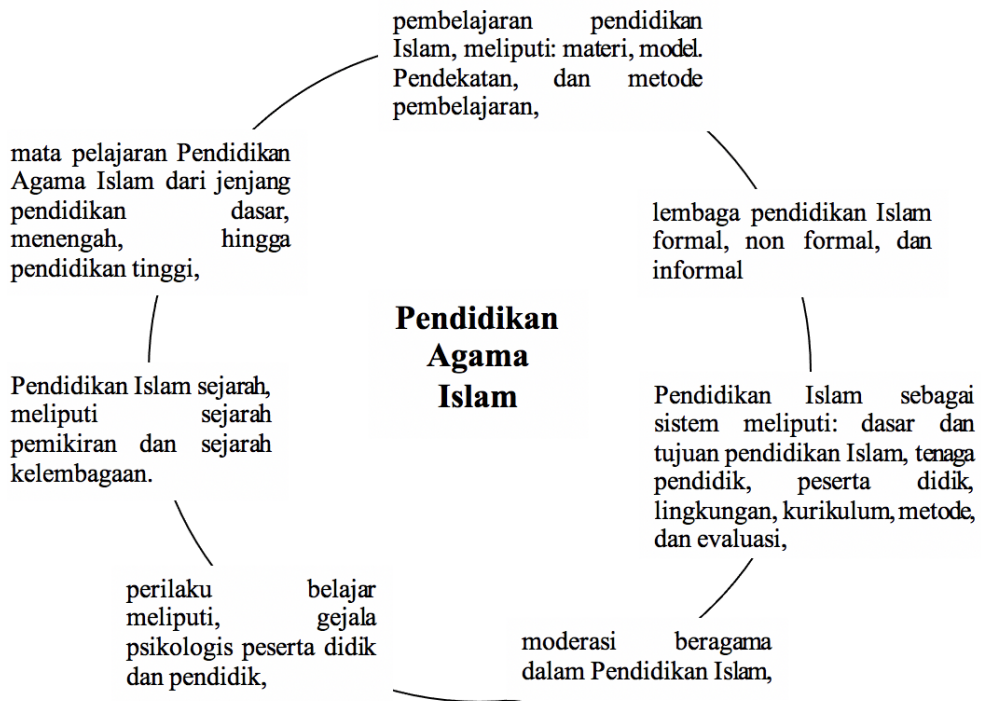 pembelajaran pendidikan
Islam, meliputi: materi, model.
Pendekatan, dan metode
pembelajaran,
lembaga pendidikan Islam
formal, non formal, dan
informal
Pendidikan Islam sebagai
sistem meliputi: dasar dan
tujuan pendidikan Islam, tenaga
pendidik, peserta didik,
lingkungan, kurikulum, metode,
dan evaluasi,
moderasi beragama
dalam Pendidikan Islam,
perilaku belajar
meliputi, gejala
psikologis peserta didik
dan pendidik,
Pendidikan Islam sejarah,
meliputi sejarah
pemikiran dan sejarah
kelembagaan.
mata pelajaran Pendidikan
Agama Islam dari jenjang
pendidikan dasar,
menengah, hingga
pendidikan tinggi,
Pendidikan
Agama
Islam